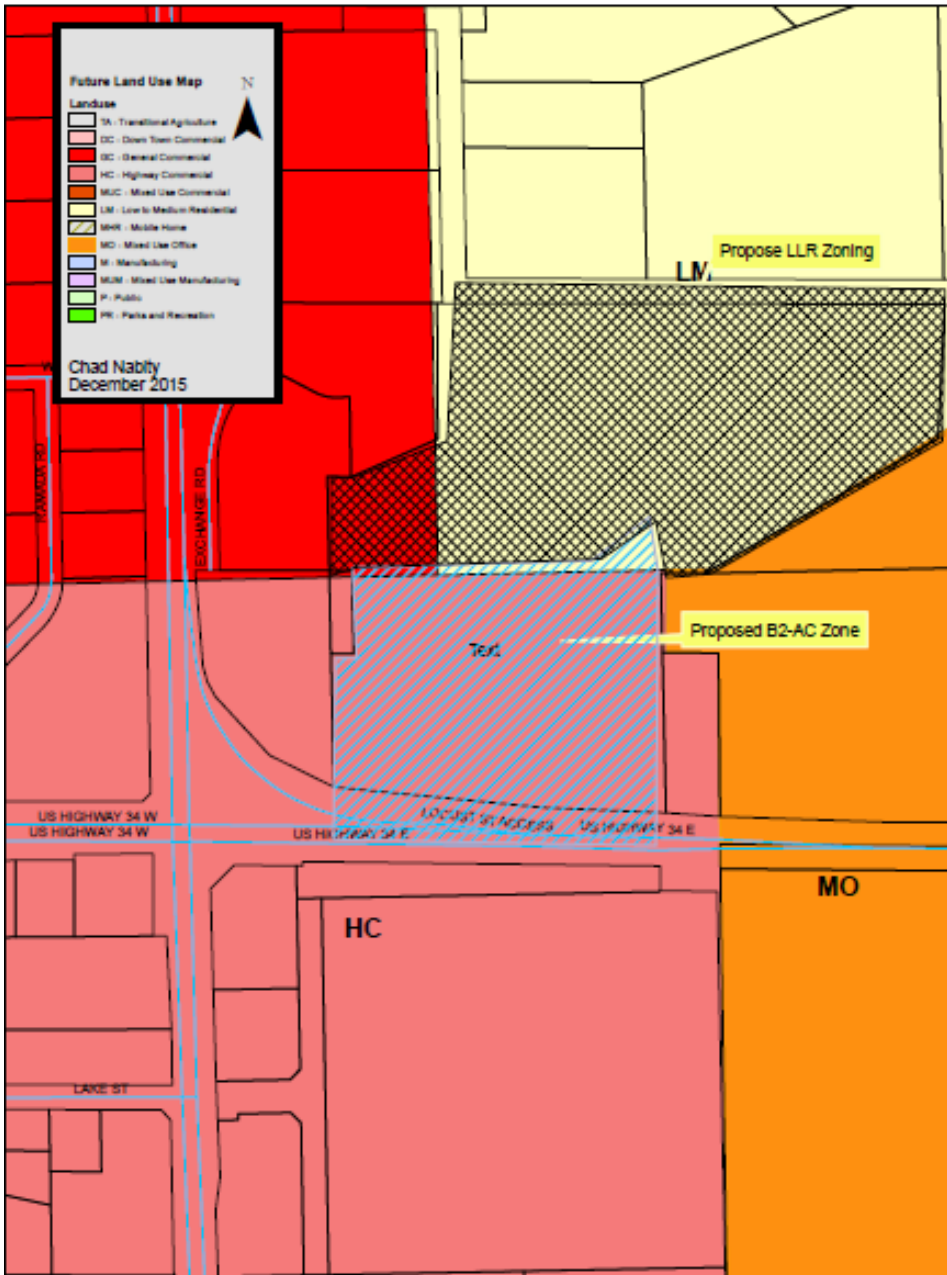 Future Land Use Map
N
Landuse
TA - Transitional Agriculture
DC - Down Town Commercial
GC - General Commercial
HC - Highway Commercial
MUC - Mixed Use Commercial
LM - Low to Medium Residential
MHR - Mobile Home
MO - Mixed Use Office
M - Manufacturing
MUM - Mixed Use Manufacturing
P - Public
PR - Parks and Recreation
Chad Nabity
December 2015
Propose LLR Zoning
LM
W
RAMADA RD
EXCHANGE RD
Proposed B2-AC Zone
Text
US HIGHWAY 34 W
LOCUST ST ACCESS
US HIGHWAY 34 E
US HIGHWAY 34 W
US HIGHWAY 34 E
MO
HC
LAKE ST